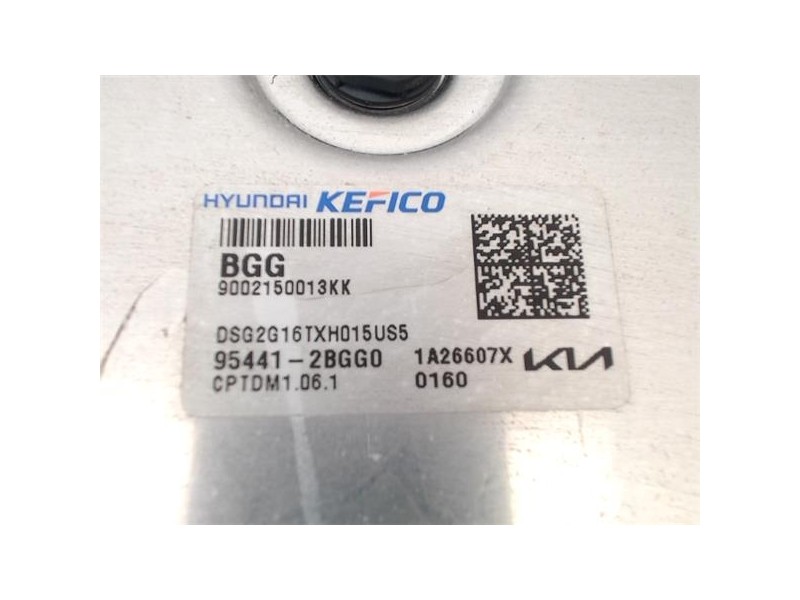 HYUNDAI KEFICO
BGG
9002150013KK
DSG2G16TXH015US5
95441-2BGG0 1A26607X KIA
CPTDM1.06.1 0160